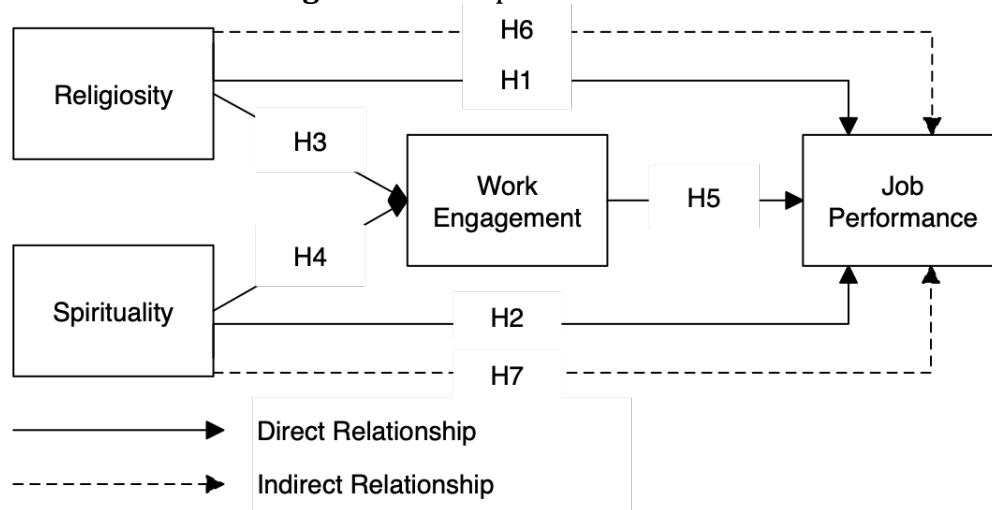 H6
Religiosity
H1
H3
Work
Engagement
H5
Job
Performance
H4
Spirituality
H2
H7
Direct Relationship
Indirect Relationship